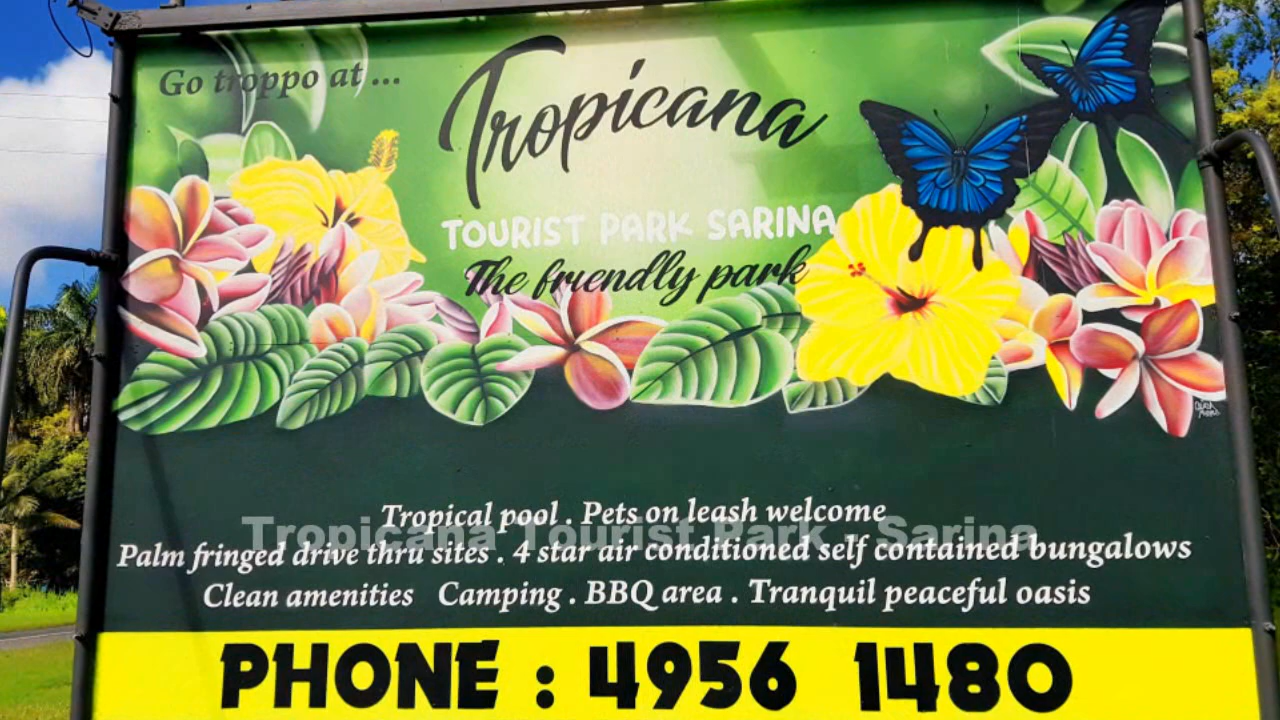 Go troppo at ...
Tropicana
TOURIST PARK SARINA
The friendly park
Tropical pool . Pets on leash welcome
Tropicana Tourist Park - Sarina
Palm fringed drive thru sites . 4 star air conditioned self contained bungalows
Clean amenities Camping . BBQ area . Tranquil peaceful oasis
PHONE : 4956 1480